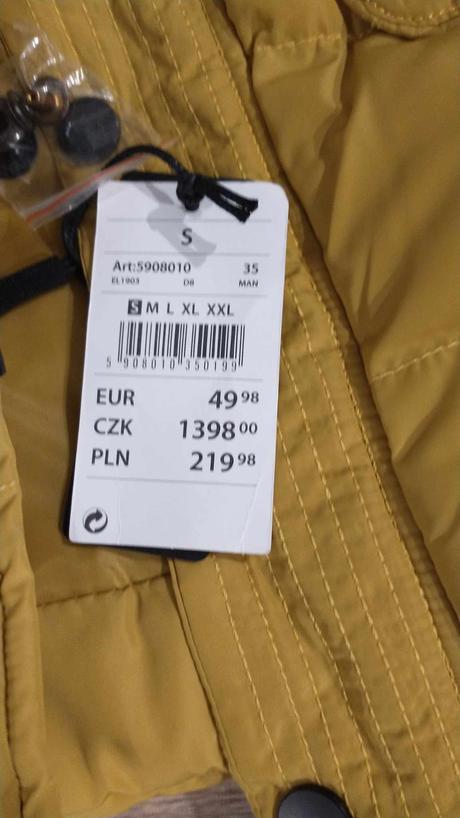 S
Art:5908010 35
EL1903 D8 MAN
S M L XL XXL
5 908010 350199
EUR 49 98
CZK 1398 00
PLN 219 98